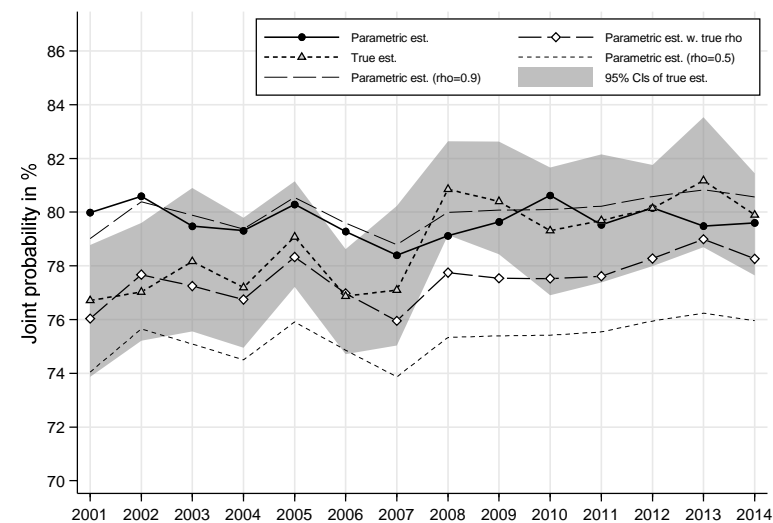 Parametric est.
Parametric est. w. true rho
True est.
Parametric est. (rho=0.5)
Parametric est. (rho=0.9)
95% CIs of true est.
Joint probability in %
86
84
82
80
78
76
74
72
70
2001 2002 2003 2004 2005 2006 2007 2008 2009 2010 2011 2012 2013 2014